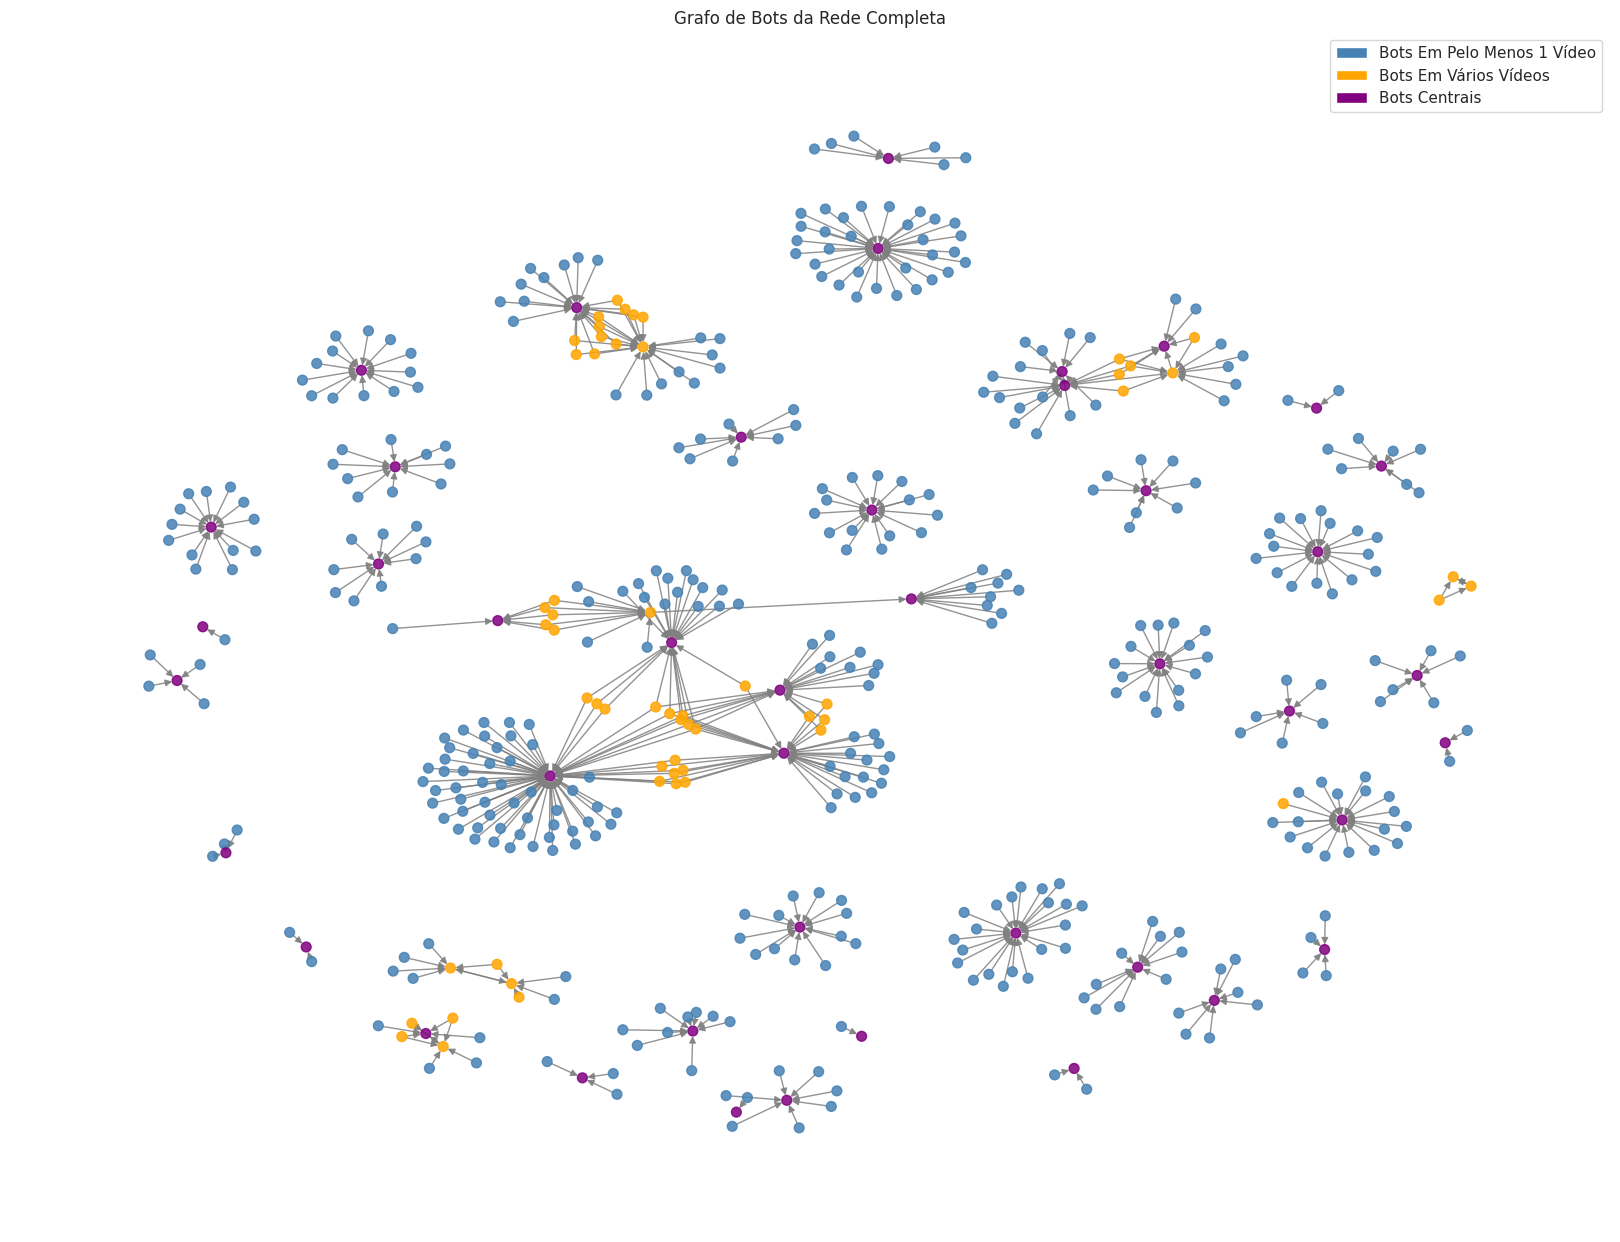 Grafo de Bots da Rede Completa
Bots Em Pelo Menos 1 Vídeo
Bots Em Vários Vídeos
Bots Centrais